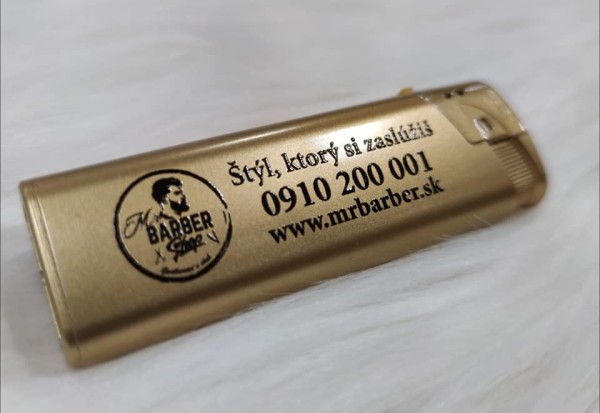 Mr.
BARBER
Shop
Štýl, ktorý si zaslúžiš
0910 200 001
www.mrbarber.sk